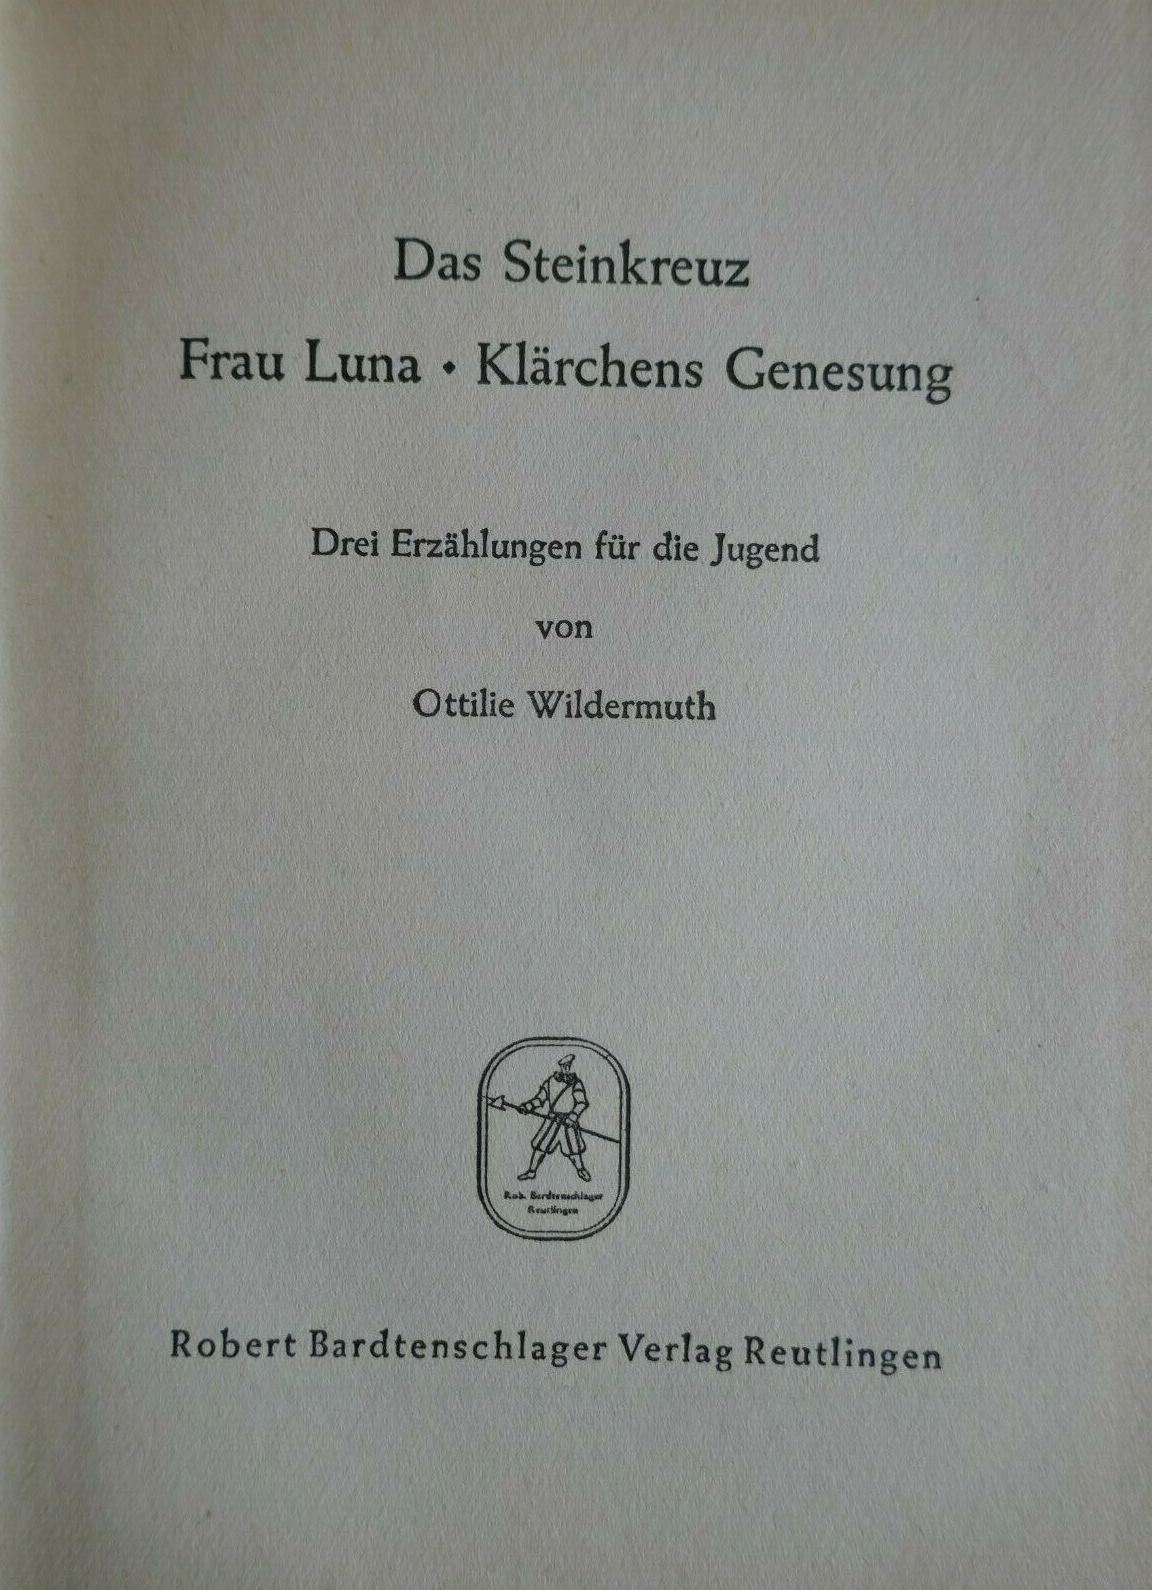 Das Steinkreuz
Frau Luna • Klärchens Genesung
Drei Erzählungen für die Jugend
von
Ottilie Wildermuth
Rob. Bardtenschlager
Reutlingen
Robert Bardtenschlager Verlag Reutlingen